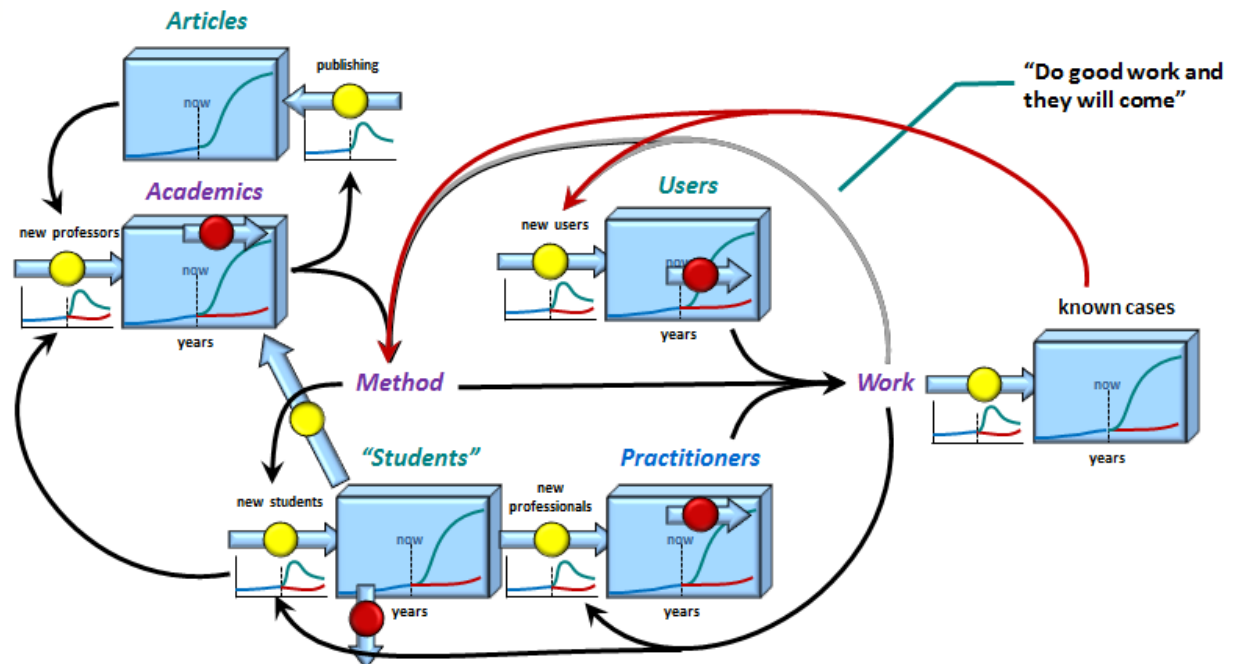 Articles
publishing
now
"Do good work and
they will come"
Academics
new professors
now
years
Users
new users
now
years
known cases
now
years
Method
Work
"Students"
new students
now
years
Practitioners
new
professionals
now
years